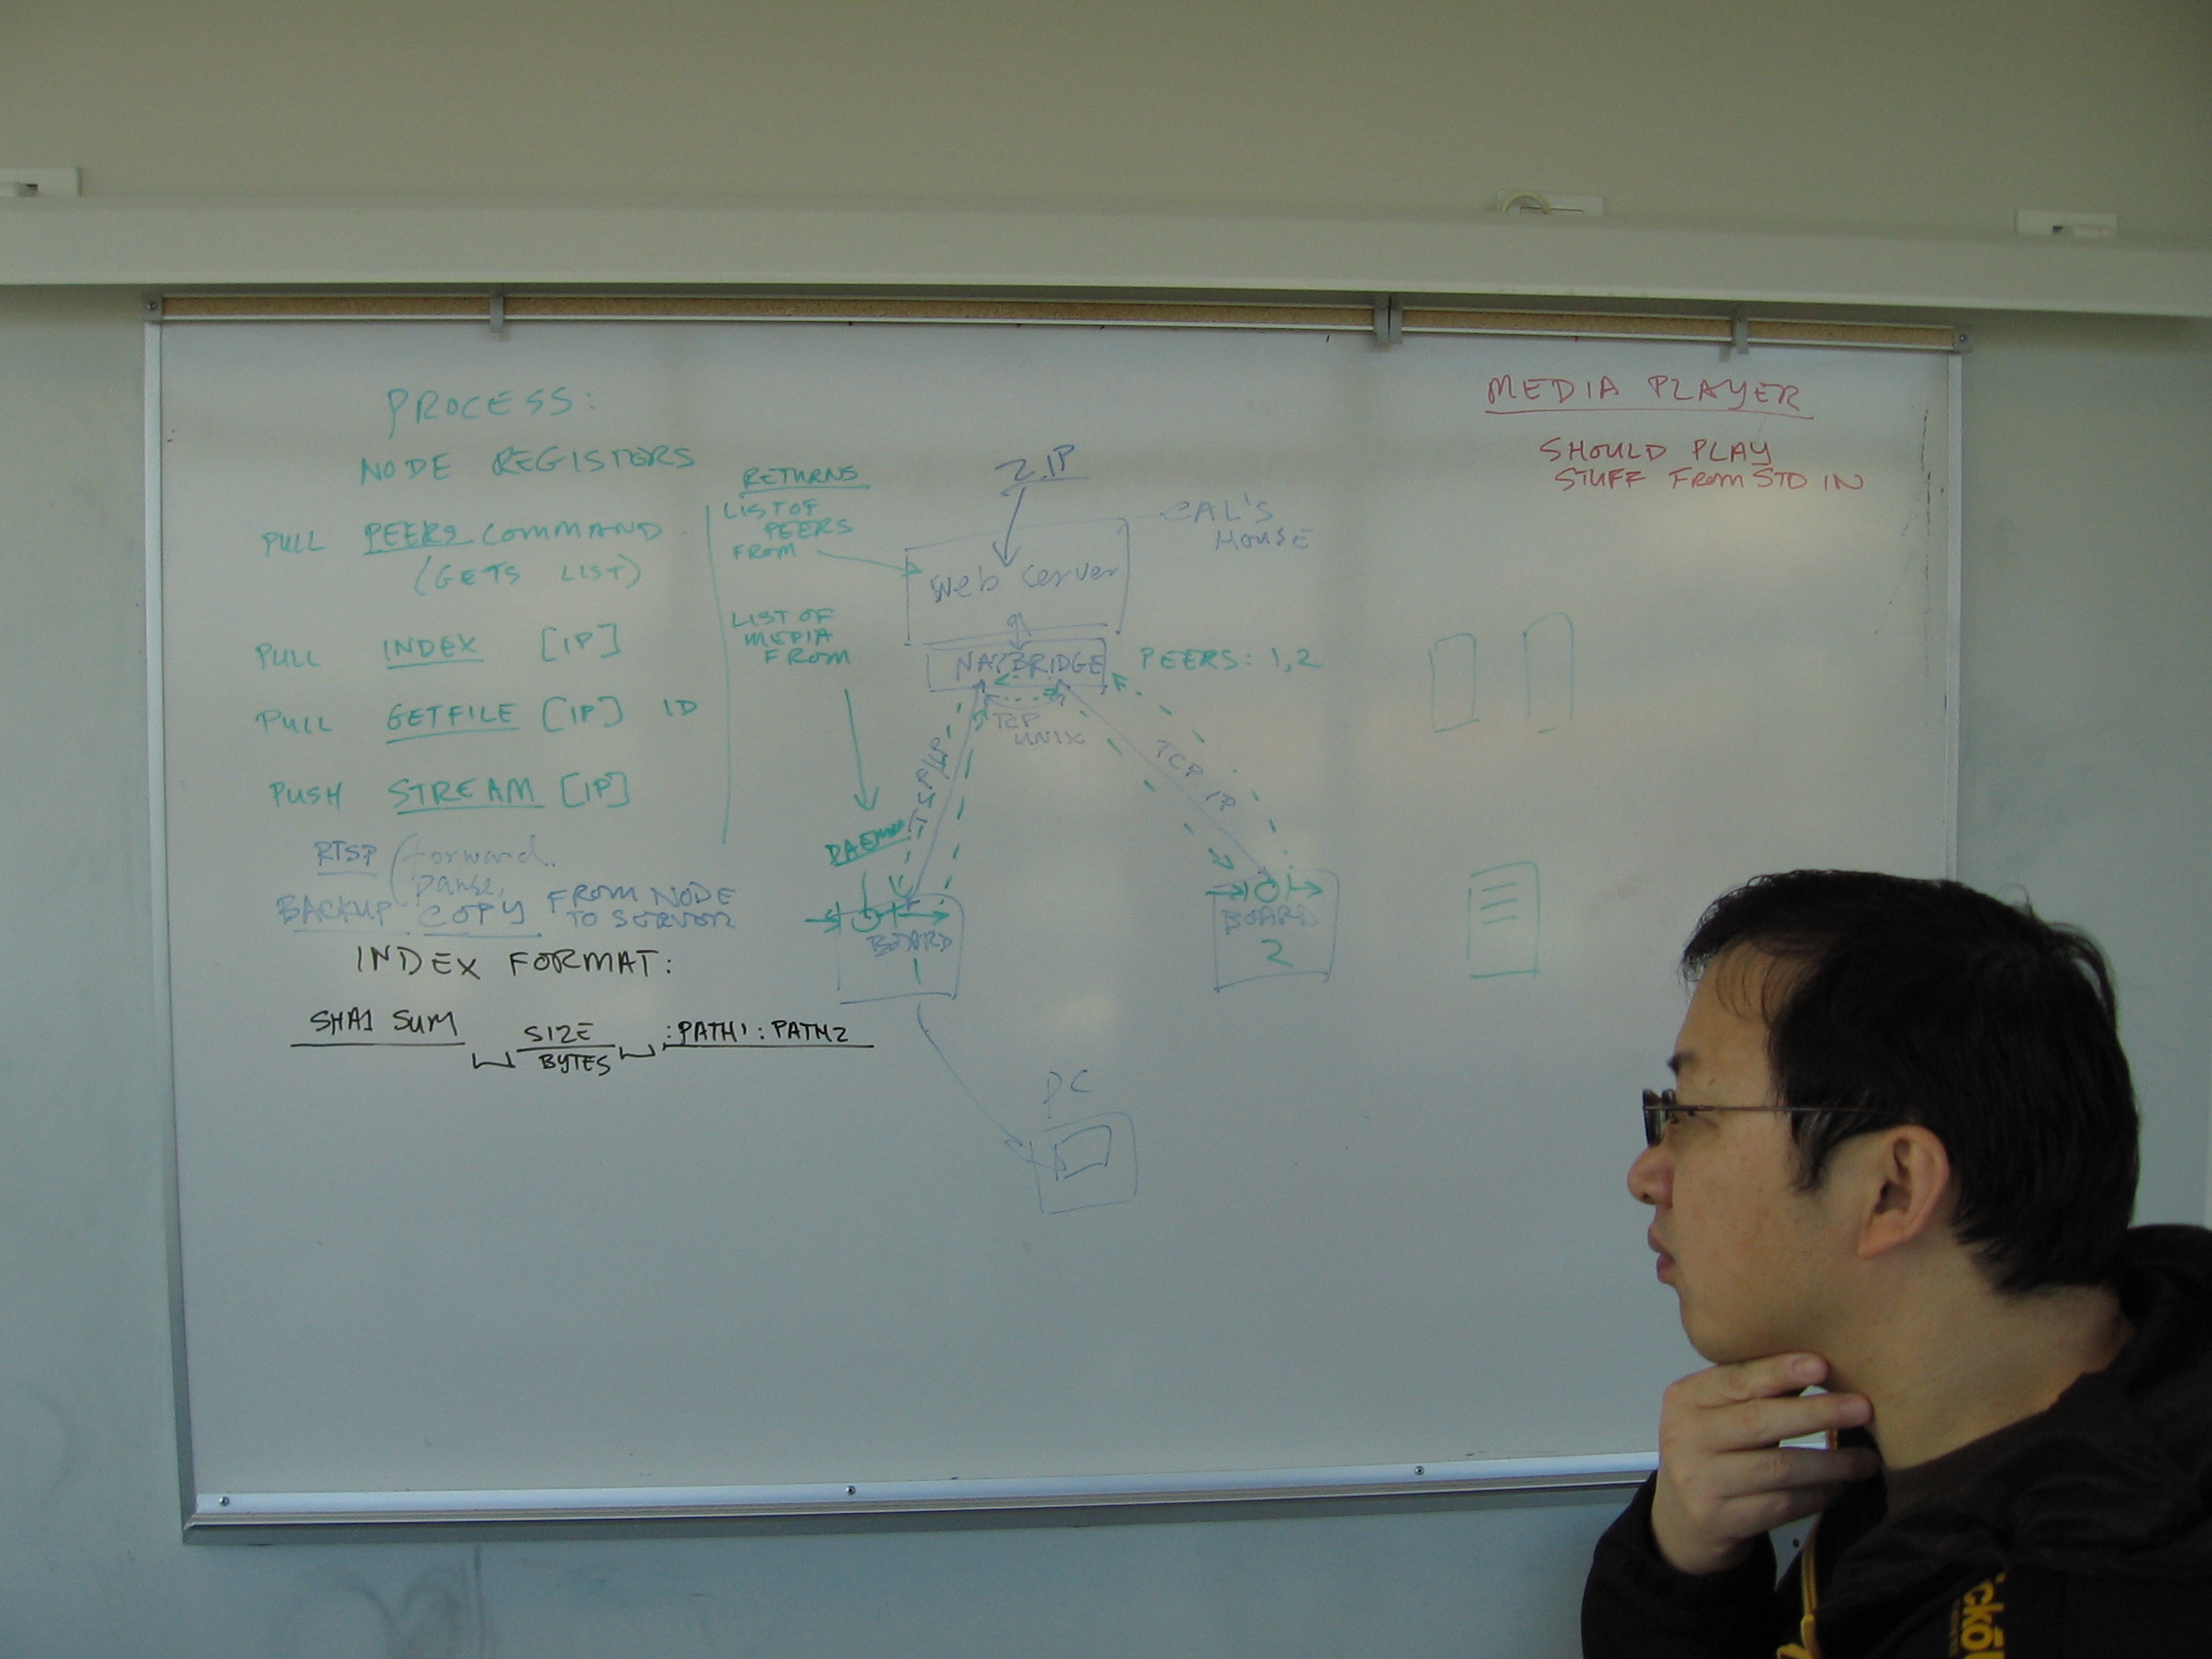 PROCESS:
NODE REGISTERS
PULL PEERS COMMAND
(GETS LIST)
PULL INDEX [IP]
PULL GETFILE [IP] ID
PUSH STREAM [IP]
RTSP (forward..
pause,
BACKUP COPY FROM NODE
TO SERVER
INDEX FORMAT:
SHA1 SUM
SIZE
BYTES
:PATH1:PATH2
RETURNS
LIST OF
PEERS
FROM
LIST OF
MEDIA
FROM
CAL'S
HOUSE
Web Server
PEERS: 1,2
TCP
UNIX
TCP/IP
TCP/IP
DAEMON
BOARD
1
BOARD
2
PC
MEDIA PLAYER
SHOULD PLAY
STUFF FROM STD IN